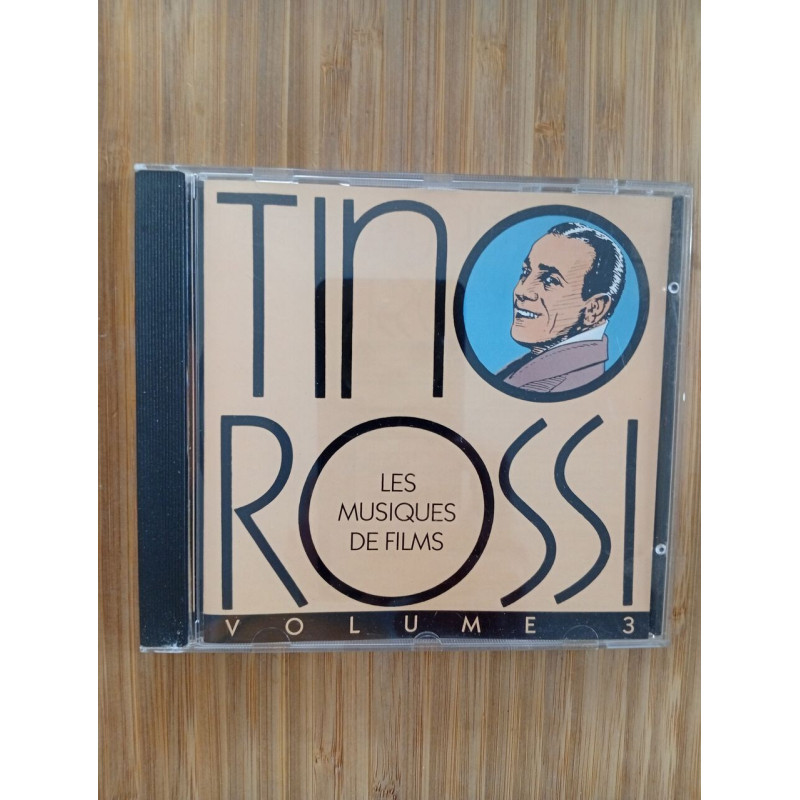 TINO
ROSSI
LES
MUSIQUES
DE FILMS
VOLUME 3